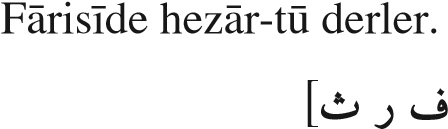 Fārisīde hezār-tū derler.
[ف ر ث